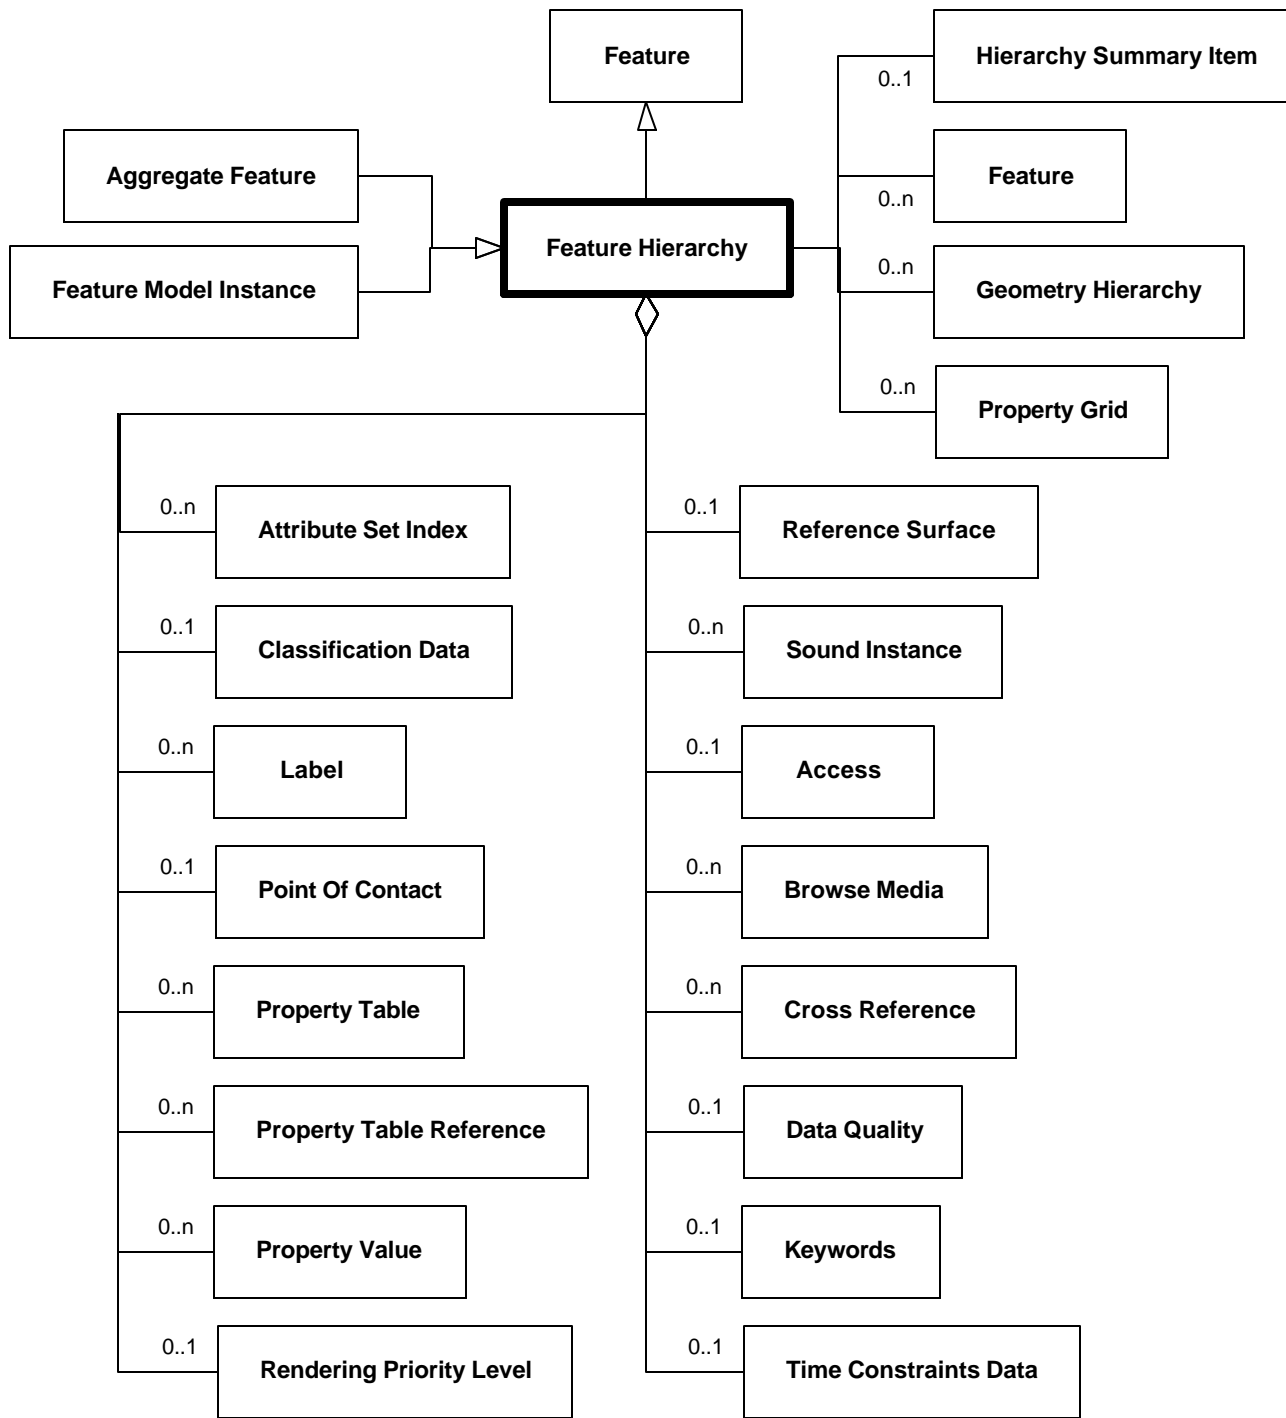 Feature
Hierarchy Summary Item
0..1
Aggregate Feature
Feature
0..n
Feature Hierarchy
Feature Model Instance
0..n
Geometry Hierarchy
0..n
Property Grid
0..n
Attribute Set Index
0..1
Reference Surface
0..1
Classification Data
0..n
Sound Instance
0..n
Label
0..1
Access
0..1
Point Of Contact
0..n
Browse Media
0..n
Property Table
0..n
Cross Reference
0..n
Property Table Reference
0..1
Data Quality
0..n
Property Value
0..1
Keywords
0..1
Rendering Priority Level
0..1
Time Constraints Data